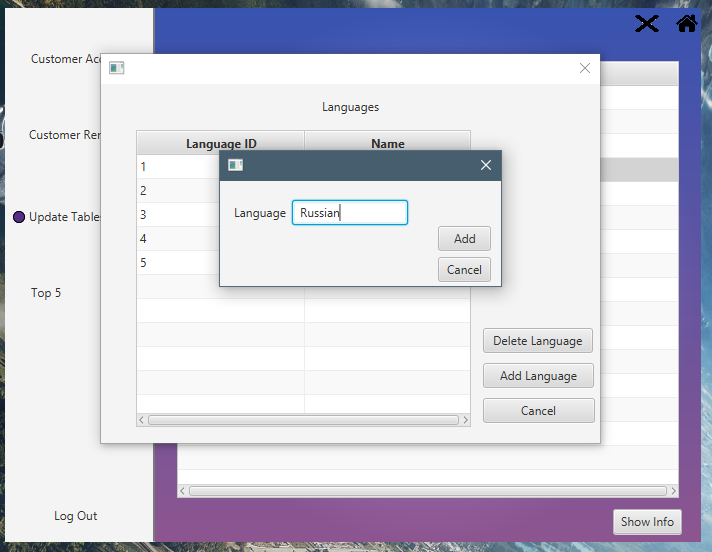 Customer Acc
Customer Ren
Update Tables
Top 5
Log Out
Languages
Language ID Name
1
2
3
4
5
Language Russian
Add
Cancel
Delete Language
Add Language
Cancel
Show Info